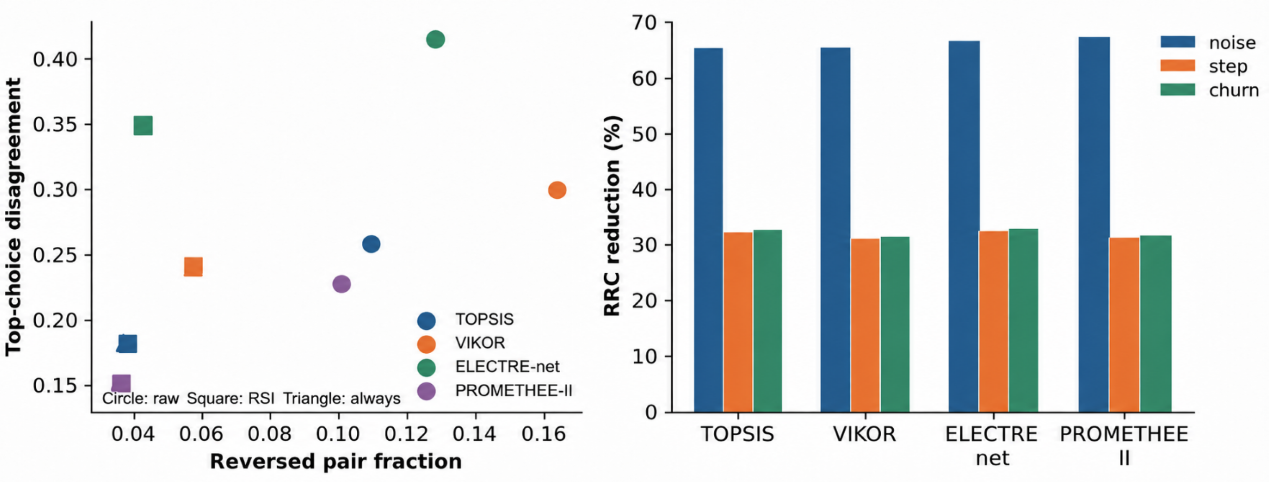 Top-choice disagreement
0.40
0.35
0.30
0.25
0.20
0.15
TOPSIS
VIKOR
ELECTRE-net
PROMETHEE-II
Circle: raw Square: RSI Triangle: always
0.04 0.06 0.08 0.10 0.12 0.14 0.16
Reversed pair fraction
RRC reduction (%)
70
60
50
40
30
20
10
0
noise
step
churn
TOPSIS VIKOR ELECTRE PROMETHEE
net II